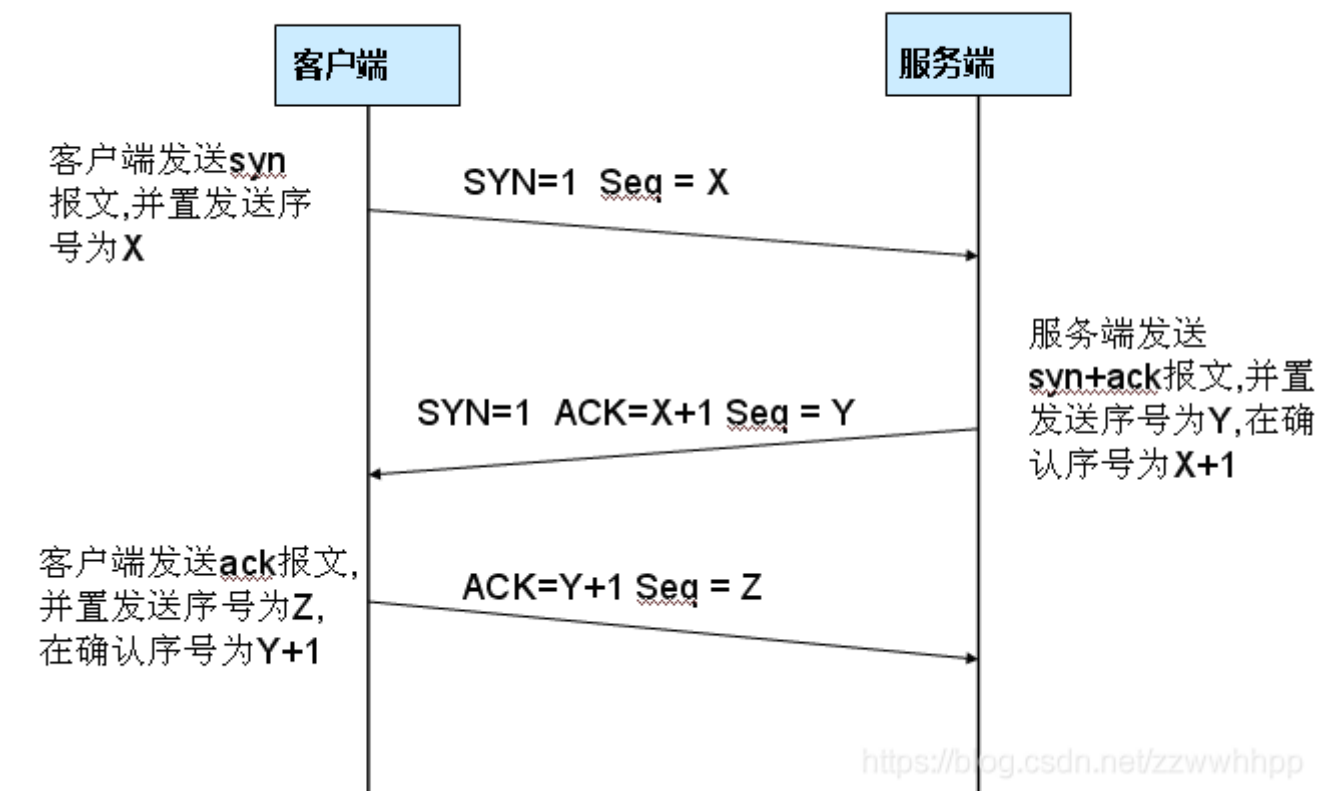 客户端
服务端
客户端发送syn
报文,并置发送序
号为X
SYN=1 Seq = X
服务端发送
syn+ack报文,并置
发送序号为Y,在确
认序号为X+1
SYN=1 ACK=X+1 Seq = Y
客户端发送ack报文,
并置发送序号为Z,
在确认序号为Y+1
ACK=Y+1 Seq = Z
https://blog.csdn.net/zzwwhhpp